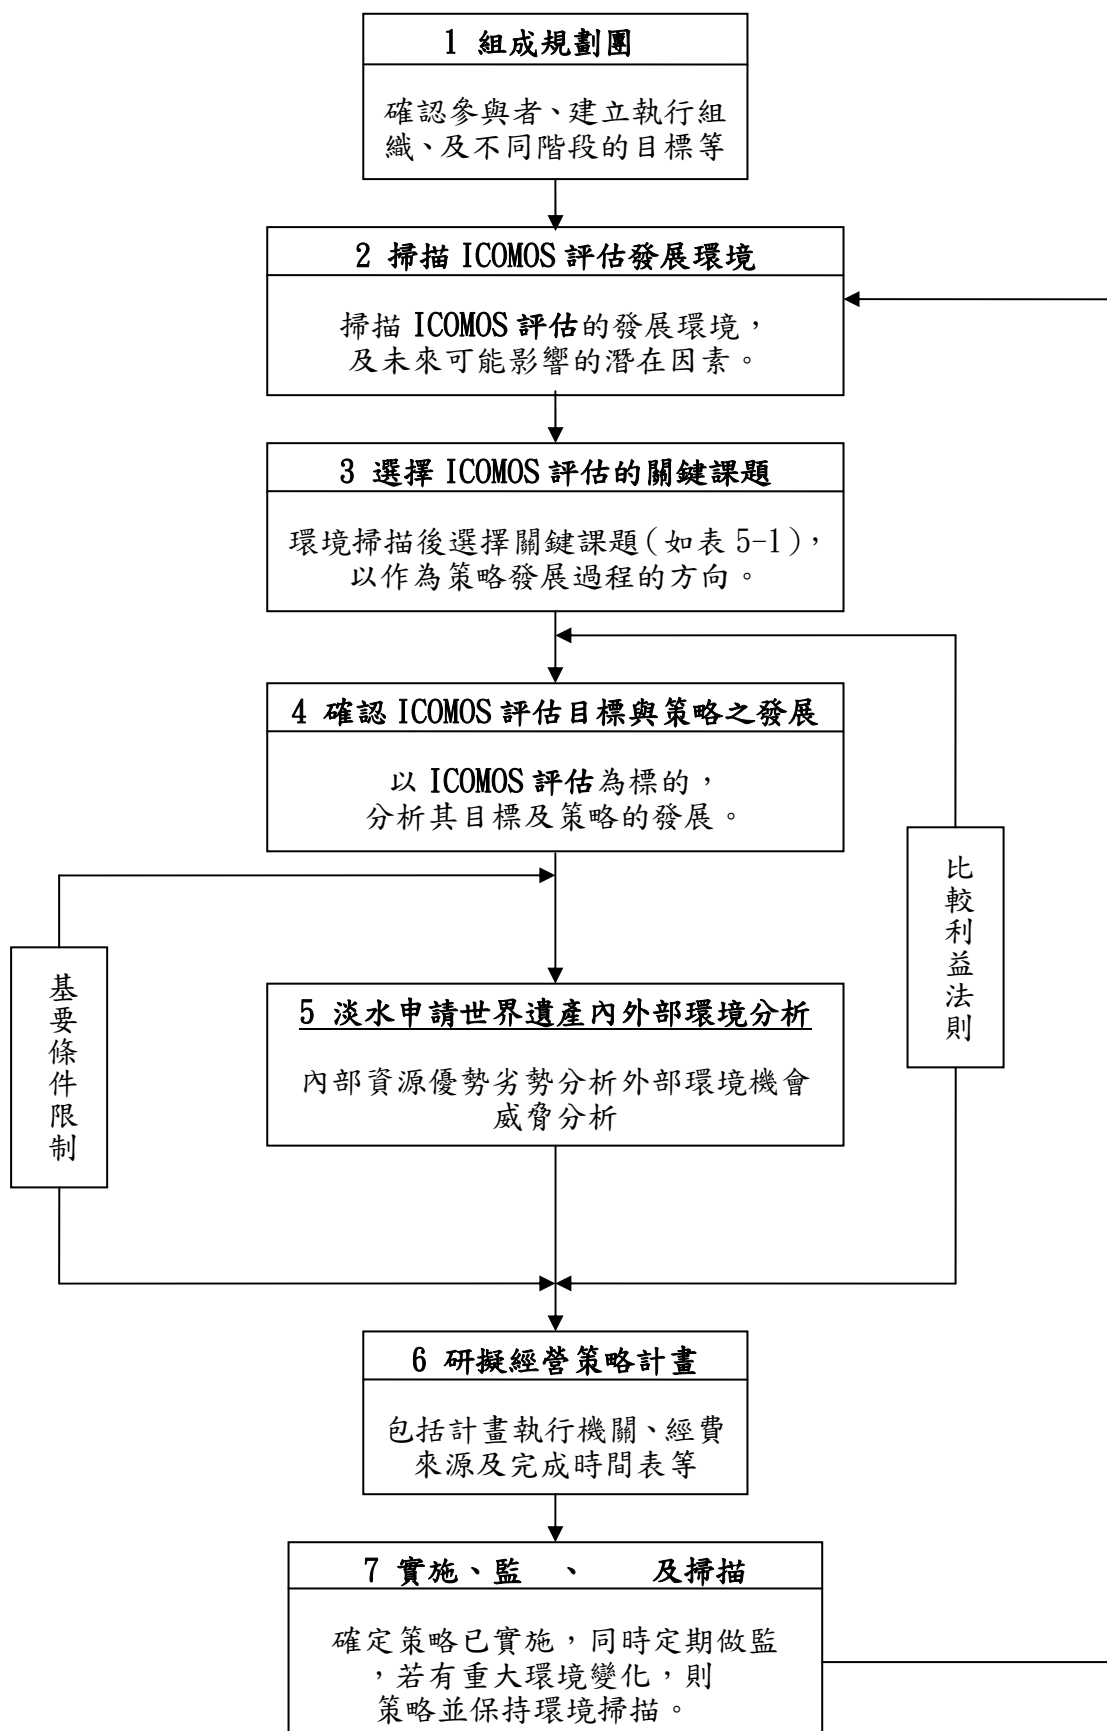 1 組成規劃團
確認參與者、建立執行組
織、及不同階段的目標等
2 掃描 ICOMOS 評估發展環境
掃描 ICOMOS 評估的發展環境，
及未來可能影響的潛在因素。
3 選擇 ICOMOS 評估的關鍵課題
環境掃描後選擇關鍵課題（如表 5-1），
以作為策略發展過程的方向。
4 確認 ICOMOS 評估目標與策略之發展
以 ICOMOS 評估為標的，
分析其目標及策略的發展。
比較利益法則
基要條件限制
5 淡水申請世界遺產內外部環境分析
內部資源優勢劣勢分析外部環境機會
威脅分析
6 研擬經營策略計畫
包括計畫執行機關、經費
來源及完成時間表等
7 實施、監 、 及掃描
確定策略已實施，同時定期做監
，若有重大環境變化，則
策略並保持環境掃描。